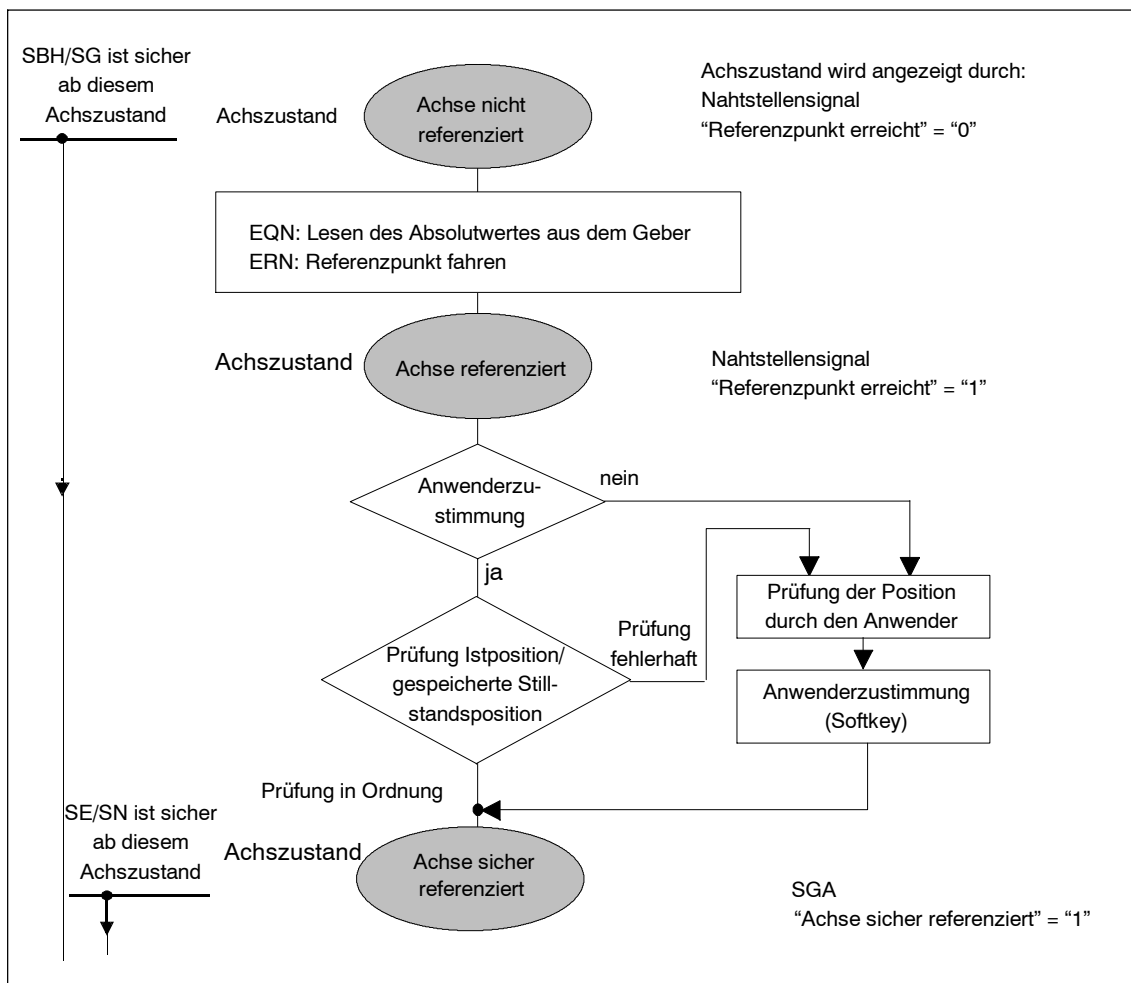 SBH/SG ist sicher
ab diesem
Achszustand
Achszustand
Achse nicht
referenziert
Achszustand wird angezeigt durch:
Nahtstellensignal
“Referenzpunkt erreicht” = “0”
EQN: Lesen des Absolutwertes aus dem Geber
ERN: Referenzpunkt fahren
Achszustand
Achse referenziert
Nahtstellensignal
“Referenzpunkt erreicht” = “1”
Anwenderzu-
stimmung
nein
ja
Prüfung der Position
durch den Anwender
Prüfung
fehlerhaft
Prüfung Istposition/
gespeicherte Still-
standsposition
Anwenderzustimmung
(Softkey)
Prüfung in Ordnung
SE/SN ist sicher
ab diesem
Achszustand
Achszustand
Achse sicher
referenziert
SGA
“Achse sicher referenziert” = “1”